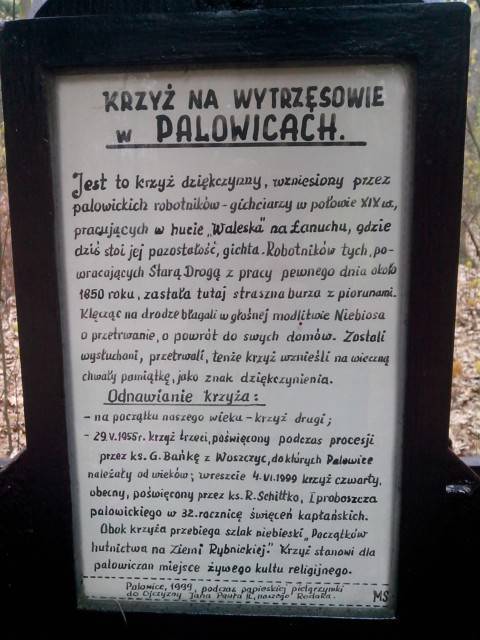 KRZYŻ NA WYTRZĘSOWIE
w PALOWICACH.
Jest to krzyż dziękczynny, wzniesiony przez
palowickich robotników-gichciarzy w połowie XIX w.,
pracujących w hucie „Waleska" na Łanuchu, gdzie
dziś stoi jej pozostałość, gichta. Robotników tych, po-
wracających Starą Drogą z pracy pewnego dnia około
1850 roku, zastała tutaj straszna burza z piorunami.
Klęcząc na drodze błagali w głośnej modlitwie Niebiosa
o przetrwanie, o powrót do swych domów. Zostali
wysłuchani, przetrwali, tenże krzyż wznieśli na wieczną
chwały pamiątkę, jako znak dziękczynienia.
Odnawianie krzyża:
- na początku naszego wieku - krzyż drugi;
- 29.V.1955r. krzyż trzeci, poświęcony podczas procesji
przez ks. G. Bańkę z Woszczyc, do których Palowice
należały od wieków; wreszcie 4.VI.1999 krzyż czwarty,
obecny, poświęcony przez ks. R. Schittko, I proboszcza
palowickiego w 32. rocznicę święceń kapłańskich.
Obok krzyża przebiega szlak niebieski „Początków
hutnictwa na Ziemi Rybnickiej." Krzyż stanowi dla
palowiczan miejsce żywego kultu religijnego.
Palowice, 1999, podczas papieskiej pielgrzymki
do Ojczyzny Jana Pawła II, naszego Rodaka.
MS